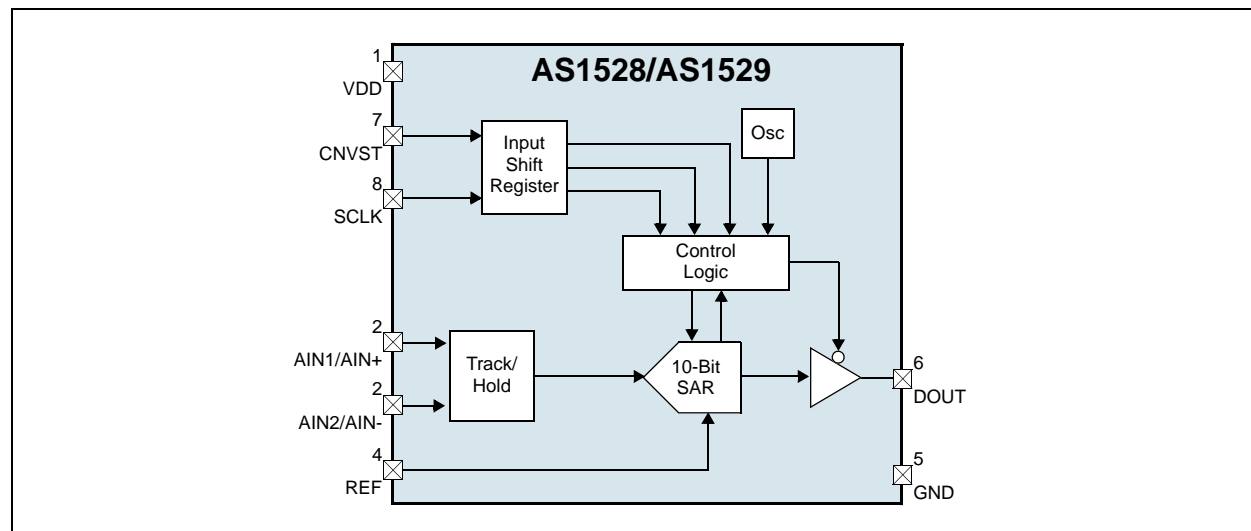 AS1528/AS1529
1
VDD
7
CNVST
8
SCLK
Input
Shift
Register
Osc
Control
Logic
2
AIN1/AIN+
2
AIN2/AIN-
Track/
Hold
10-Bit
SAR
6
DOUT
4
REF
5
GND